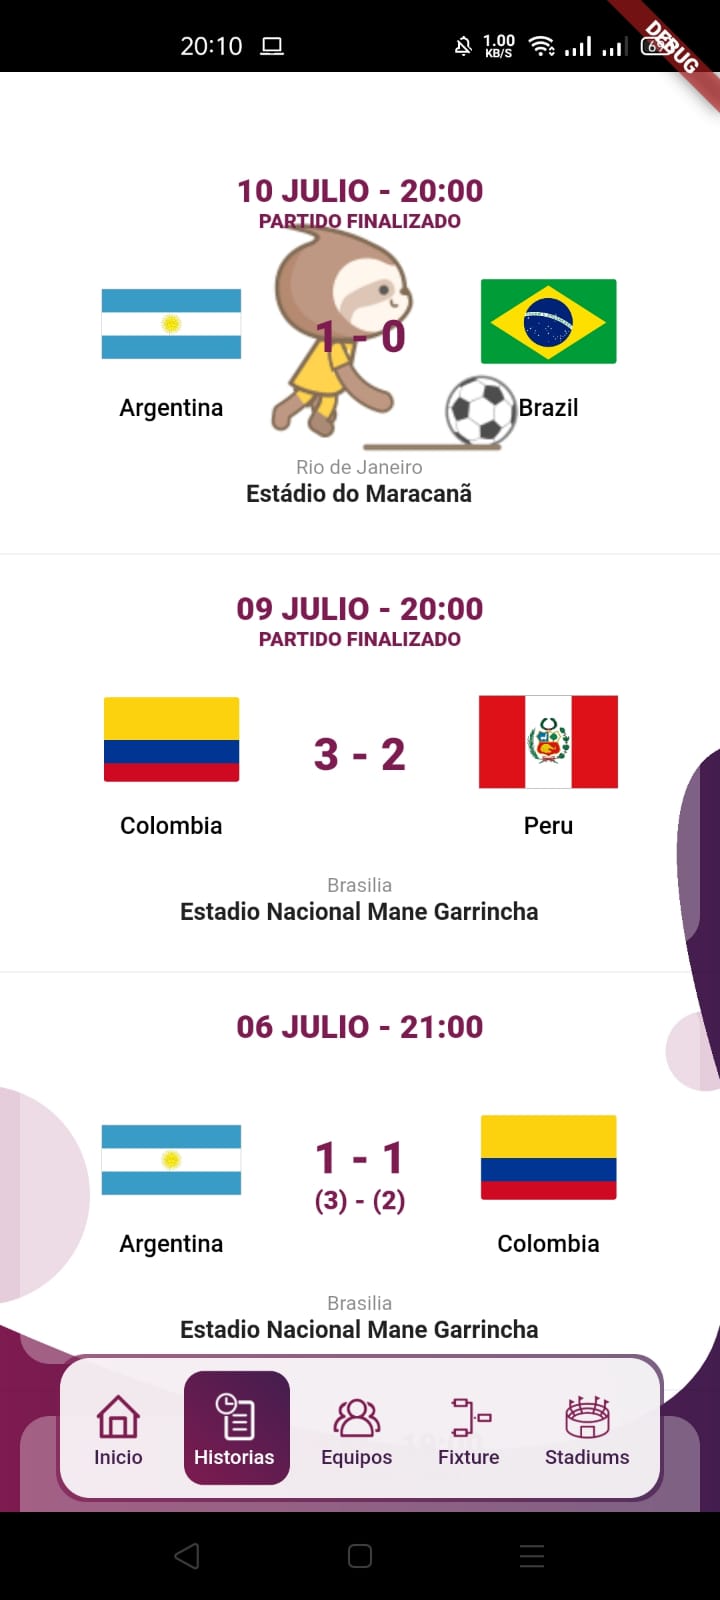 20:10
1.00
KB/S
DEBUG
10 JULIO - 20:00
PARTIDO FINALIZADO
1 - 0
Argentina
Brazil
Rio de Janeiro
Estádio do Maracanã
09 JULIO - 20:00
PARTIDO FINALIZADO
3 - 2
Colombia
Peru
Brasilia
Estadio Nacional Mane Garrincha
06 JULIO - 21:00
1 - 1
(3) - (2)
Argentina
Colombia
Brasilia
Estadio Nacional Mane Garrincha
Inicio
Historias
Equipos
Fixture
Stadiums